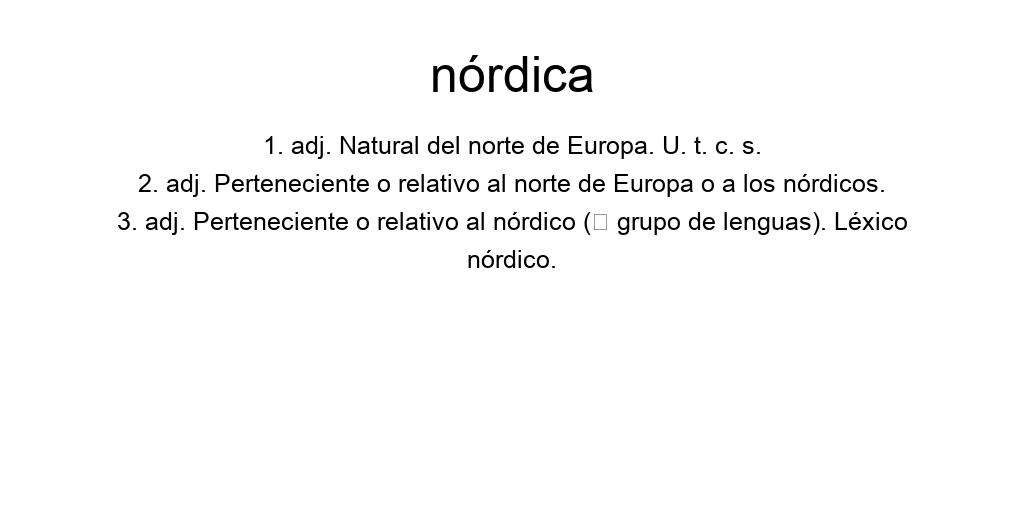 nórdica
1. adj. Natural del norte de Europa. U. t. c. s.
2. adj. Perteneciente o relativo al norte de Europa o a los nórdicos.
3. adj. Perteneciente o relativo al nórdico (□ grupo de lenguas). Léxico
nórdico.